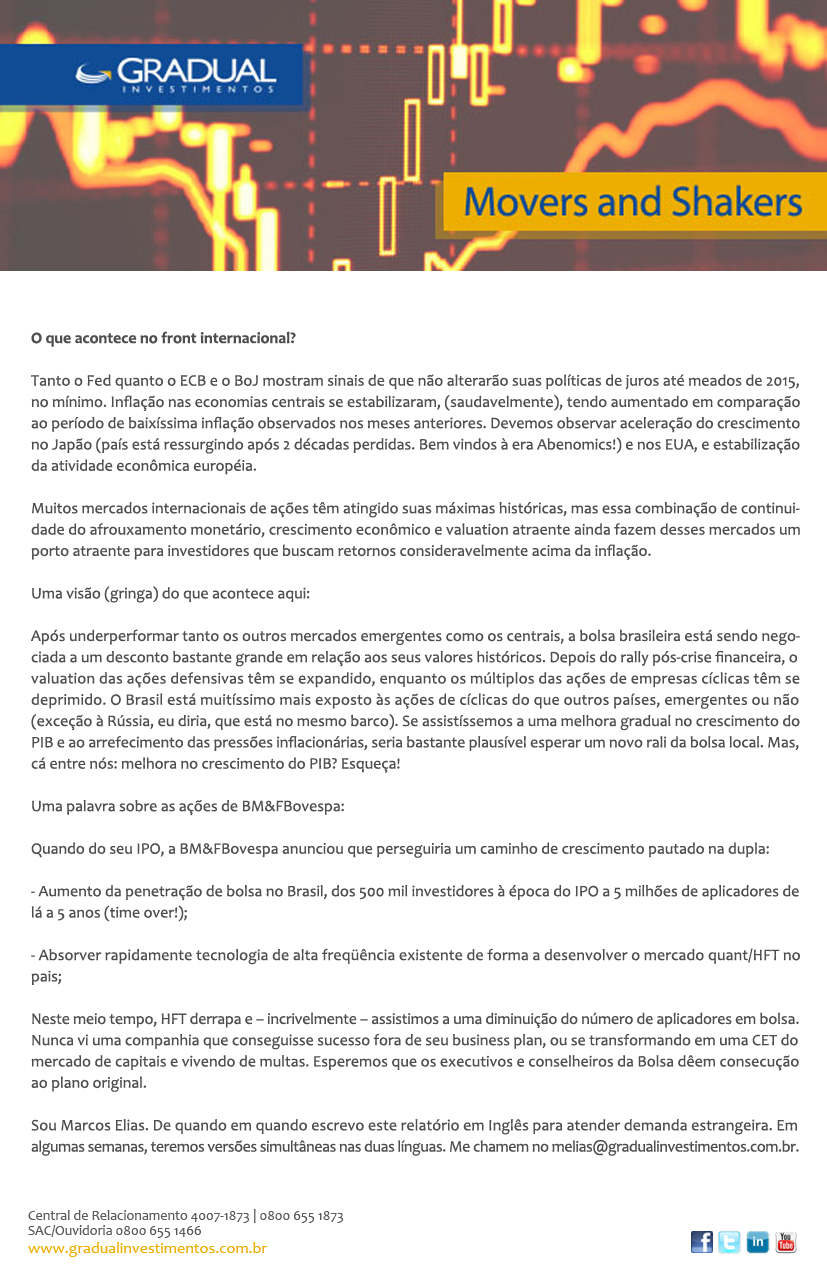 GRADUAL
INVESTIMENTOS
Movers and Shakers
O que acontece no front internacional?
Tanto o Fed quanto o ECB e o BoJ mostram sinais de que não alterarão suas políticas de juros até meados de 2015,
no mínimo. Inflação nas economias centrais se estabilizaram, (saudavelmente), tendo aumentado em comparação
ao período de baixíssima inflação observados nos meses anteriores. Devemos observar aceleração do crescimento
no Japão (país está ressurgindo após 2 décadas perdidas. Bem vindos à era Abenomics!) e nos EUA, e estabilização
da atividade econômica européia.
Muitos mercados internacionais de ações têm atingido suas máximas históricas, mas essa combinação de continui-
dade do afrouxamento monetário, crescimento econômico e valuation atraente ainda fazem desses mercados um
porto atraente para investidores que buscam retornos consideravelmente acima da inflação.
Uma visão (gringa) do que acontece aqui:
Após underperformar tanto os outros mercados emergentes como os centrais, a bolsa brasileira está sendo nego-
ciada a um desconto bastante grande em relação aos seus valores históricos. Depois do rally pós-crise financeira, o
valuation das ações defensivas têm se expandido, enquanto os múltiplos das ações de empresas cíclicas têm se
deprimido. O Brasil está muitíssimo mais exposto às ações de cíclicas do que outros países, emergentes ou não
(exceção à Rússia, eu diria, que está no mesmo barco). Se assistíssemos a uma melhora gradual no crescimento do
PIB e ao arrefecimento das pressões inflacionárias, seria bastante plausível esperar um novo rali da bolsa local. Mas,
cá entre nós: melhora no crescimento do PIB? Esqueça!
Uma palavra sobre as ações de BM&FBovespa:
Quando do seu IPO, a BM&FBovespa anunciou que perseguiria um caminho de crescimento pautado na dupla:
- Aumento da penetração de bolsa no Brasil, dos 500 mil investidores à época do IPO a 5 milhões de aplicadores de
lá a 5 anos (time over!);
- Absorver rapidamente tecnologia de alta freqüência existente de forma a desenvolver o mercado quant/HFT no
pais;
Neste meio tempo, HFT derrapa e – incrivelmente – assistimos a uma diminuição do número de aplicadores em bolsa.
Nunca vi uma companhia que conseguisse sucesso fora de seu business plan, ou se transformando em uma CET do
mercado de capitais e vivendo de multas. Esperemos que os executivos e conselheiros da Bolsa dêem consecução
ao plano original.
Sou Marcos Elias. De quando em quando escrevo este relatório em Inglês para atender demanda estrangeira. Em
algumas semanas, teremos versões simultâneas nas duas línguas. Me chamem no melias@gradualinvestimentos.com.br.
Central de Relacionamento 4007-1873 | 0800 655 1873
SAC/Ouvidoria 0800 655 1466
www.gradualinvestimentos.com.br
in
You
Tube